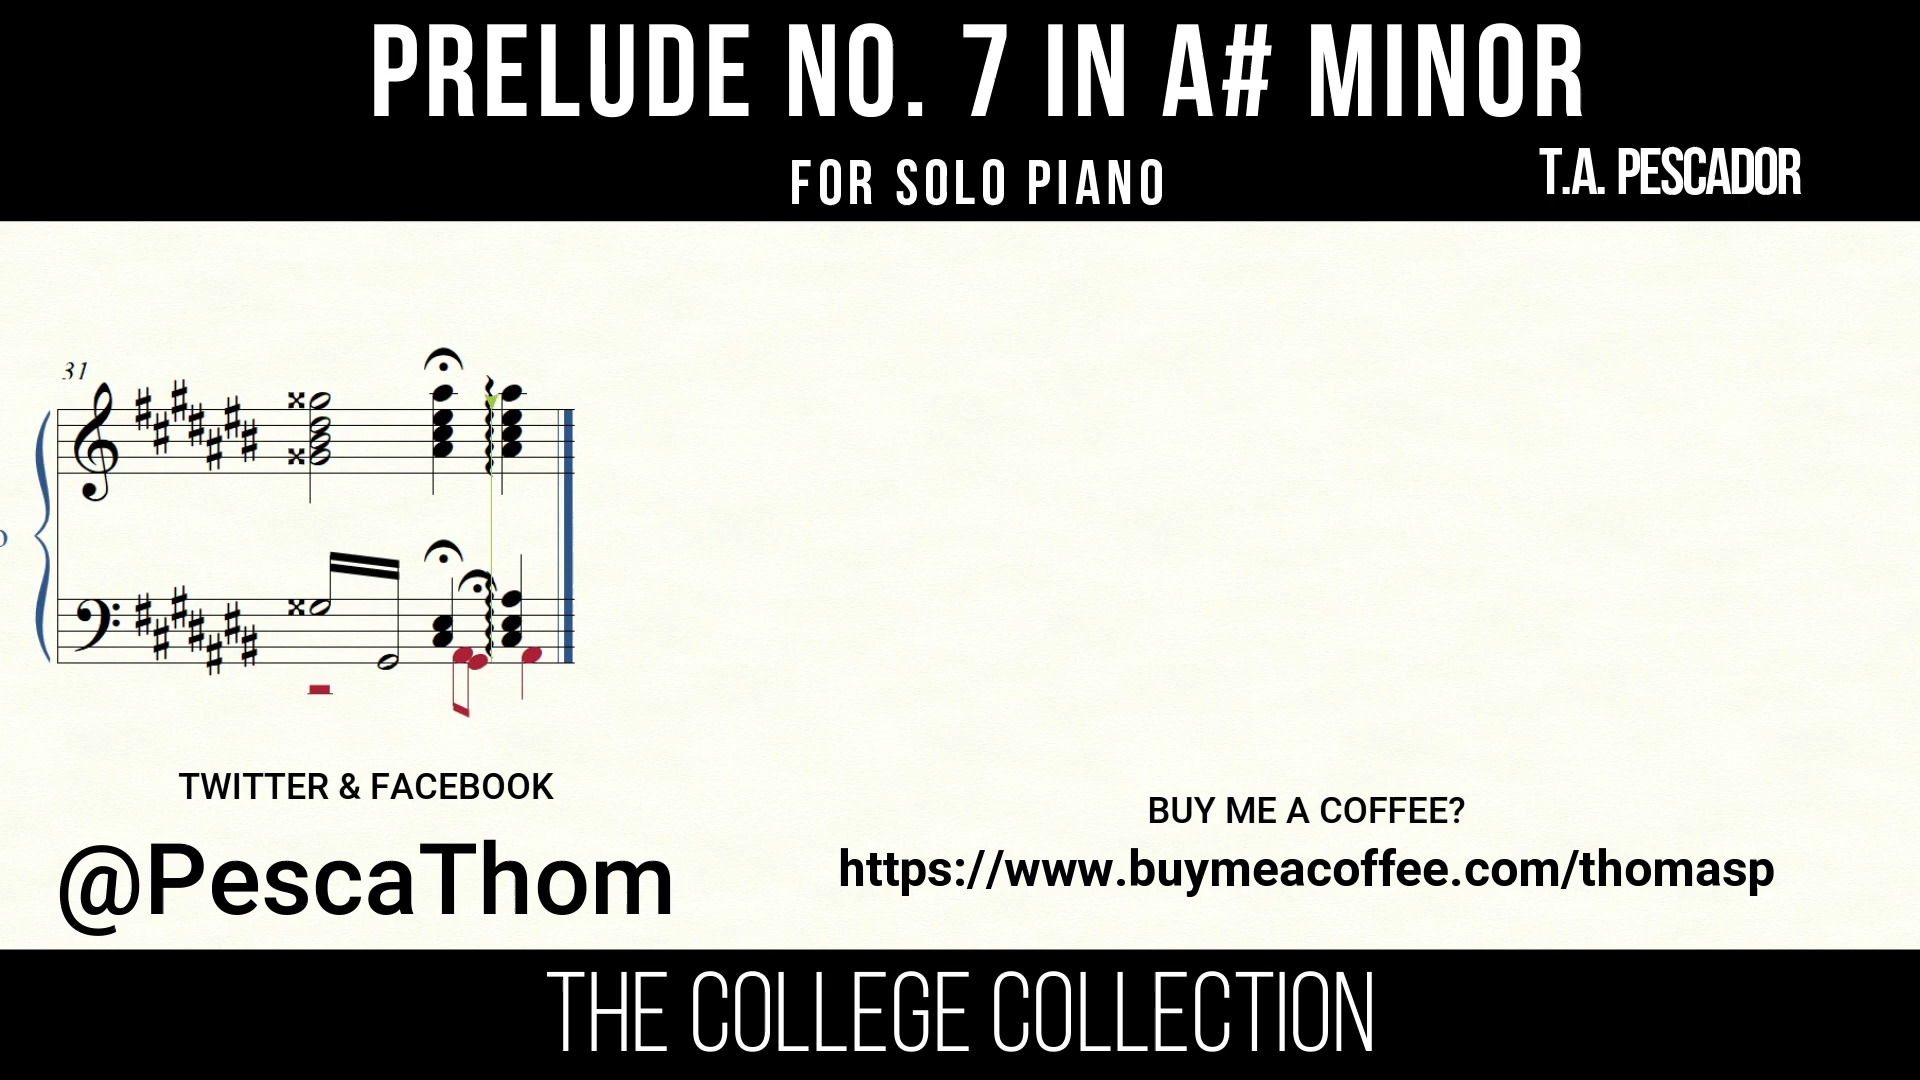 PRELUDE NO. 7 IN A# MINOR
FOR SOLO PIANO
T.A. PESCADOR
31
TWITTER & FACEBOOK
@PescaThom
BUY ME A COFFEE?
https://www.buymeacoffee.com/thomasp
THE COLLEGE COLLECTION